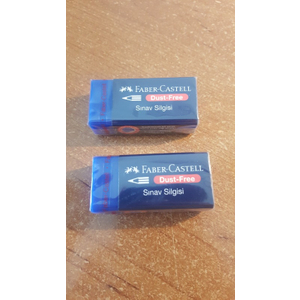 FABER-CASTELL
Dust-Free
Sınav Silgisi
FABER-CASTELL
Dust-Free
Sınav Silgisi